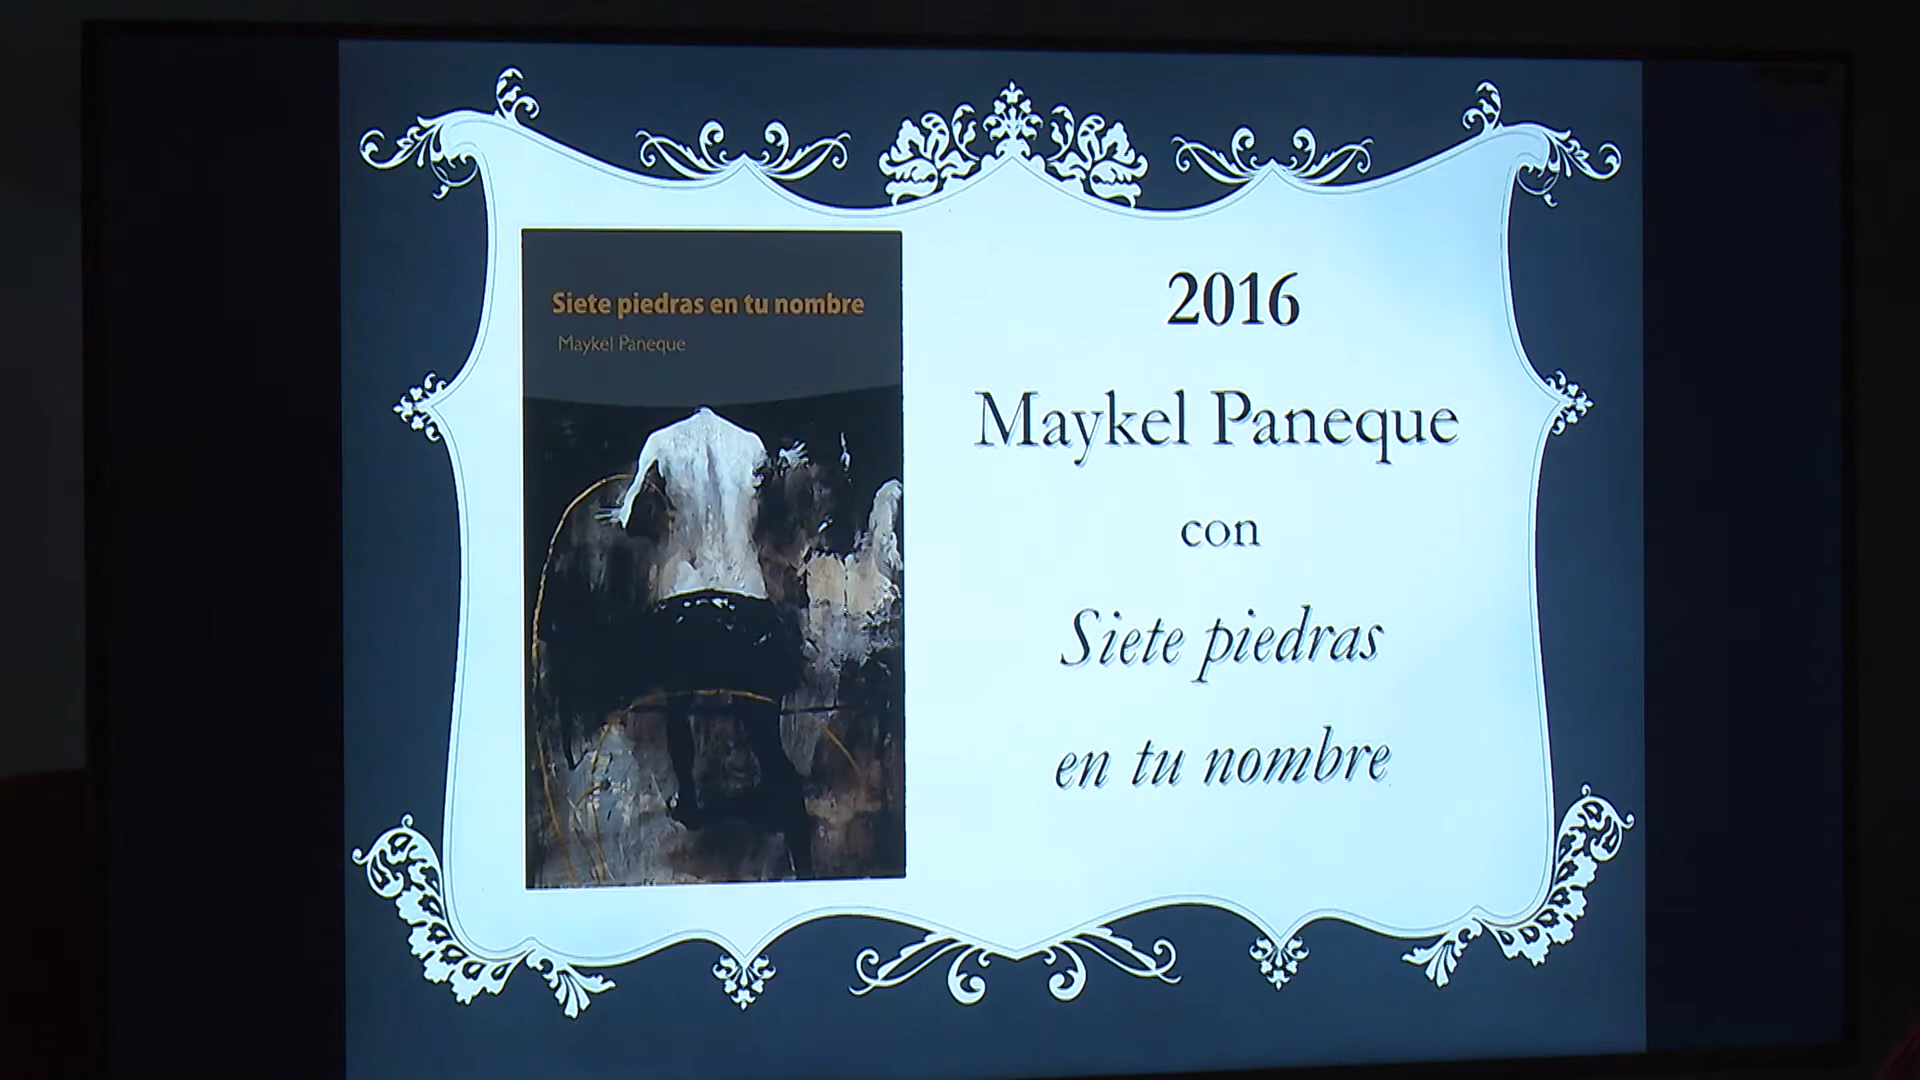 Siete piedras en tu nombre
Maykel Paneque
2016
Maykel Paneque
con
Siete piedras
en tu nombre